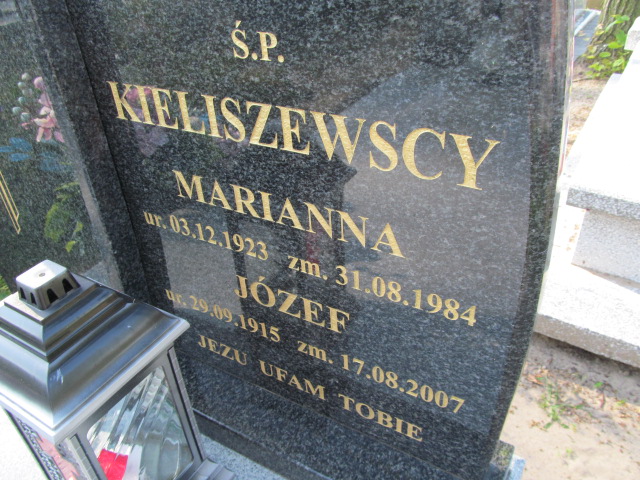 Ś.P.
KIELISZEWSCY
MARIANNA
ur. 03.12.1923 zm. 31.08.1984
JÓZEF
ur. 29.09.1915 zm. 17.08.2007
JEZU UFAM TOBIE